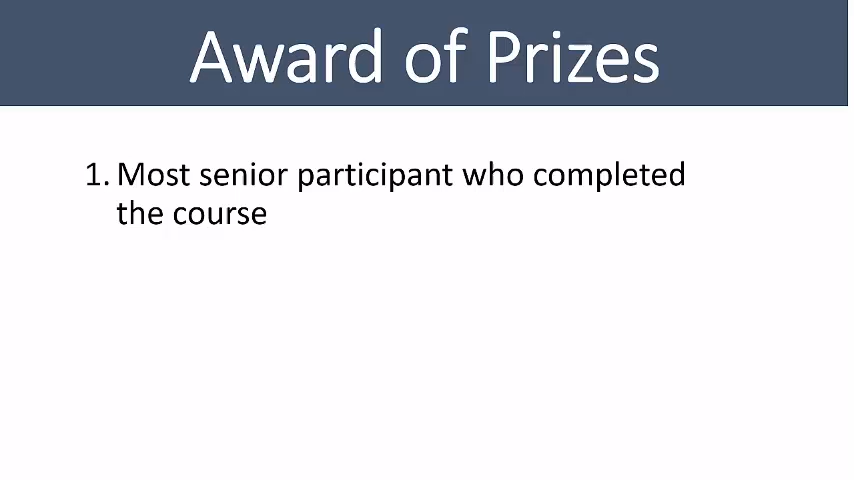 Award of Prizes
1. Most senior participant who completed
the course